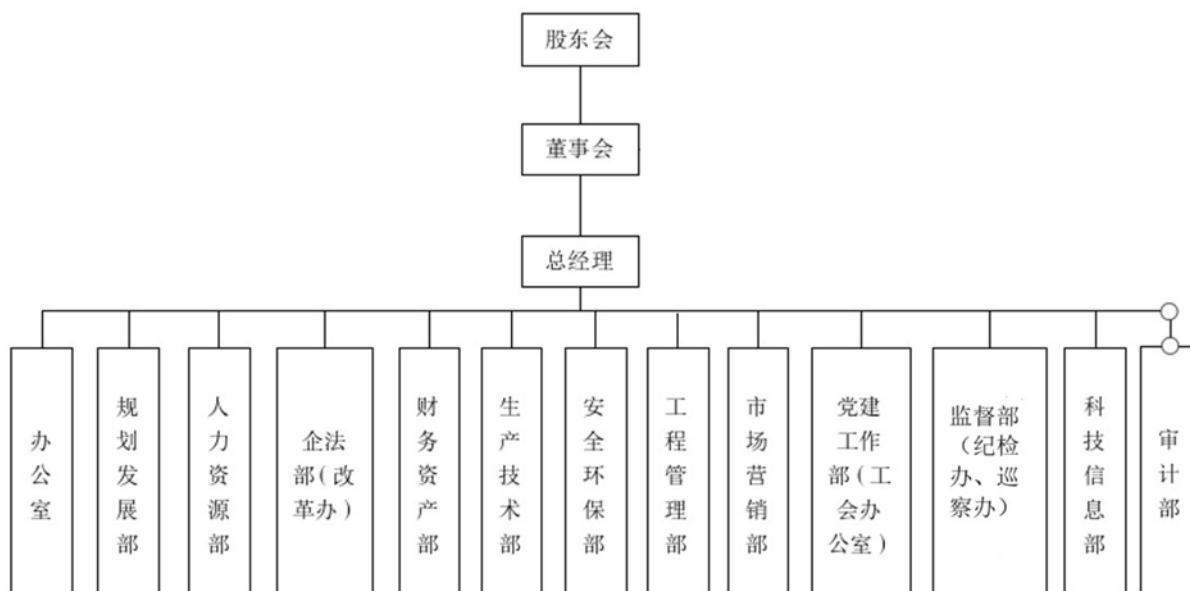 股东会
董事会
总经理
办公室
规划发展部
人力资源部
企法
部(改
革办)
财务资产部
生产技术部
安全环保部
工程管理部
市场营销部
党建
工作
部(工
会办
公室)
监督部
（纪检
办、巡
察办）
科技信息部
审计部